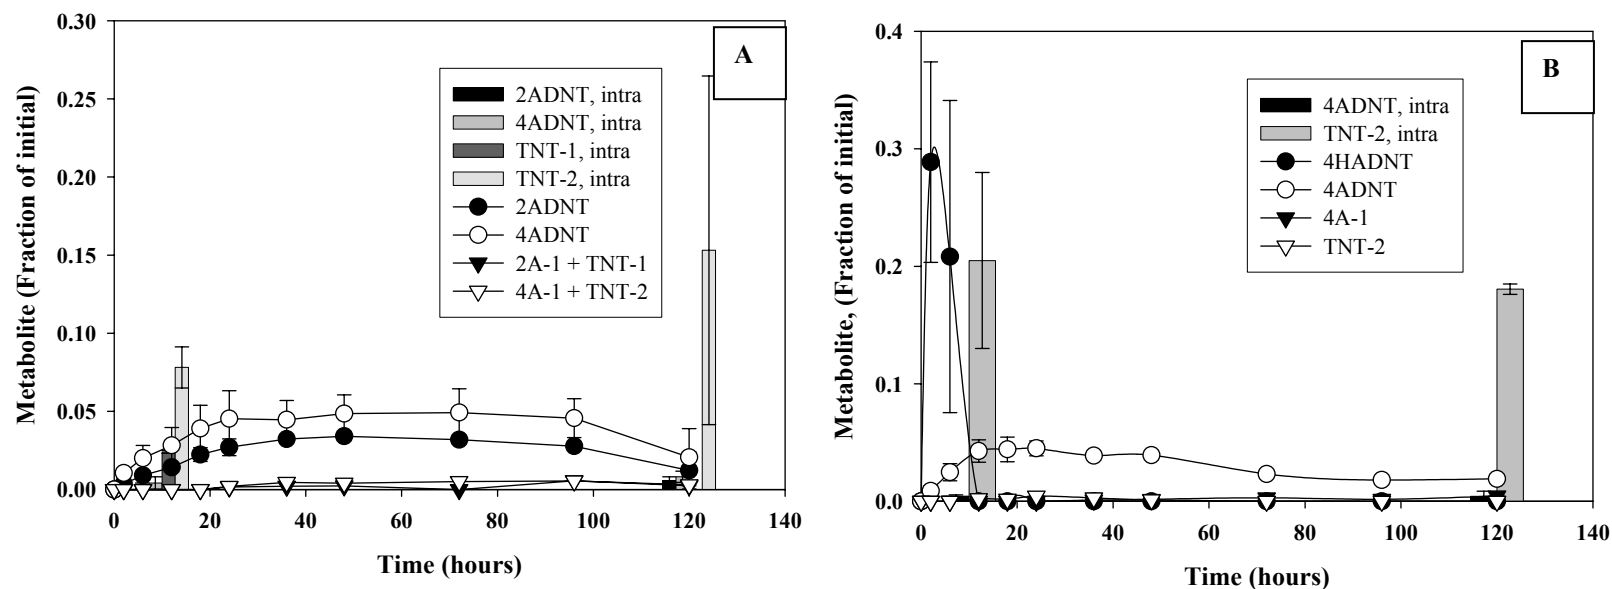 A
Metabolite (Fraction of initial)
0.30
0.25
0.20
0.15
0.10
0.05
0.00
2ADNT, intra
4ADNT, intra
TNT-1, intra
TNT-2, intra
2ADNT
4ADNT
2A-1 + TNT-1
4A-1 + TNT-2
0 20 40 60 80 100 120 140
Time (hours)
B
Metabolite, (Fraction of initial)
0.4
0.3
0.2
0.1
0.0
4ADNT, intra
TNT-2, intra
4HADNT
4ADNT
4A-1
TNT-2
0 20 40 60 80 100 120 140
Time (hours)